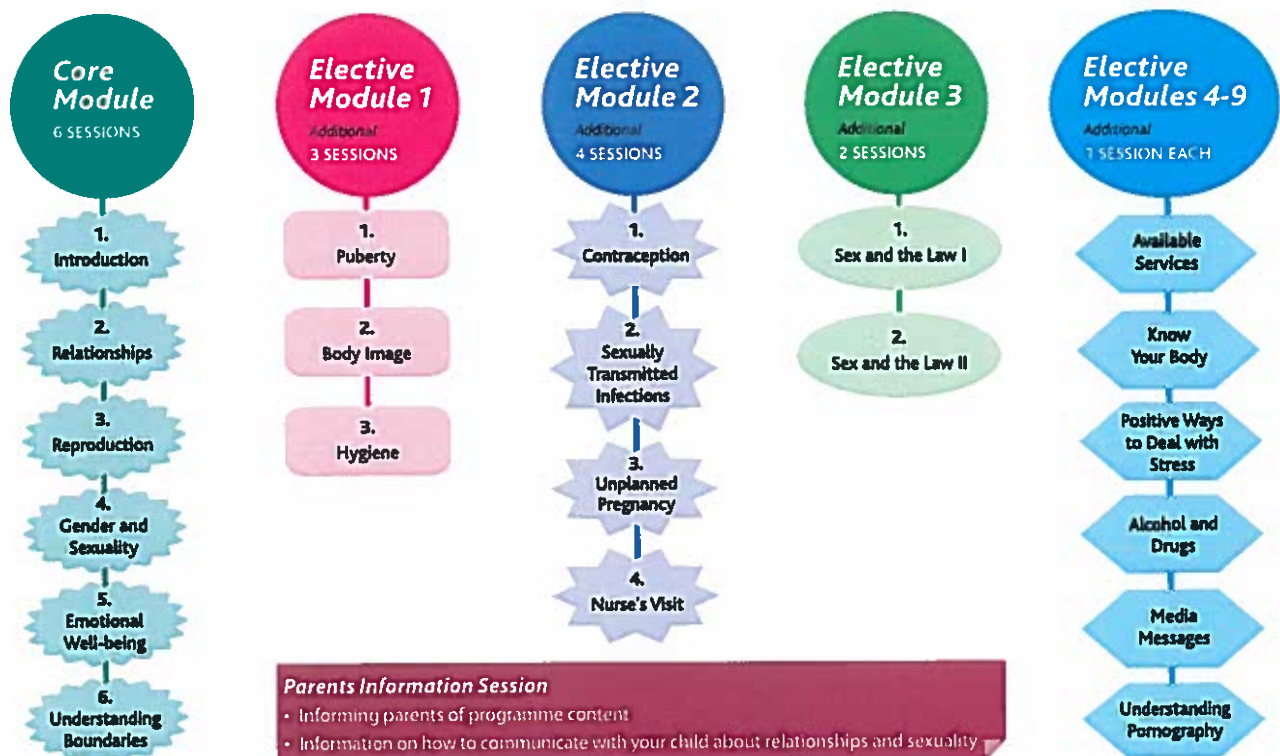 Core
Module
6 SESSIONS
1.
Introduction
2.
Relationships
3.
Reproduction
4.
Gender and
Sexuality
5.
Emotional
Well-being
6.
Understanding
Boundaries
Elective
Module 1
Additional
3 SESSIONS
1.
Puberty
2.
Body Image
3.
Hygiene
Elective
Module 2
Additional
4 SESSIONS
1.
Contraception
2.
Sexually
Transmitted
Infections
3.
Unplanned
Pregnancy
4.
Nurse's Visit
Elective
Module 3
Additional
2 SESSIONS
1.
Sex and the Law I
2.
Sex and the Law II
Elective
Modules 4-9
Additional
1 SESSION EACH
Available
Services
Know
Your Body
Positive Ways
to Deal with
Stress
Alcohol and
Drugs
Media
Messages
Understanding
Pornography
Parents Information Session
• Informing parents of programme content
• Information on how to communicate with your child about relationships and sexuality